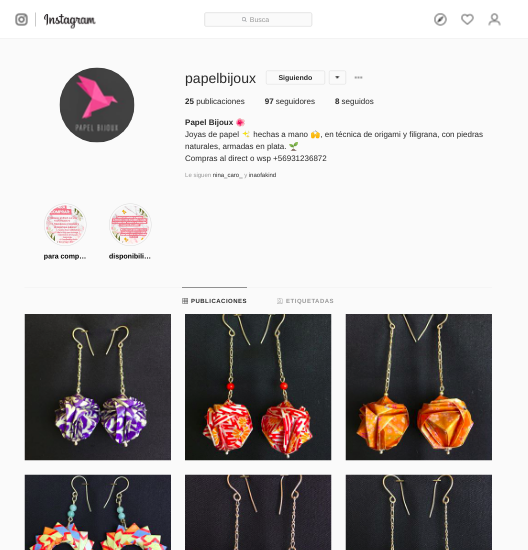 Instagram
Busca
papelbijoux Siguiendo
25 publicaciones 97 seguidores 8 seguidos
Papel Bijoux 🌺
Joyas de papel ✨ hechas a mano 🙌, en técnica de origami y filigrana, con piedras
naturales, armadas en plata. 🌱
Compras al direct o wsp +56931236872
Le siguen nina_caro_ y inaofakind
PAPEL BIJOUX
para comp... disponibili...
PUBLICACIONES ETIQUETADAS